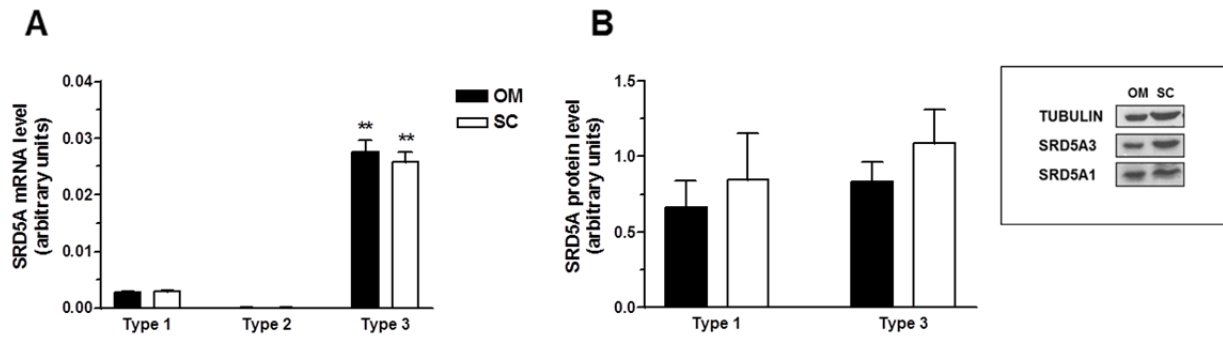 A
SRD5A mRNA level
(arbitrary units)
0.04
0.03
0.02
0.01
0.00
Type 1 Type 2 Type 3
** **
OM
SC
B
SRD5A protein level
(arbitrary units)
1.5
1.0
0.5
0.0
Type 1 Type 3
OM SC
TUBULIN
SRD5A3
SRD5A1